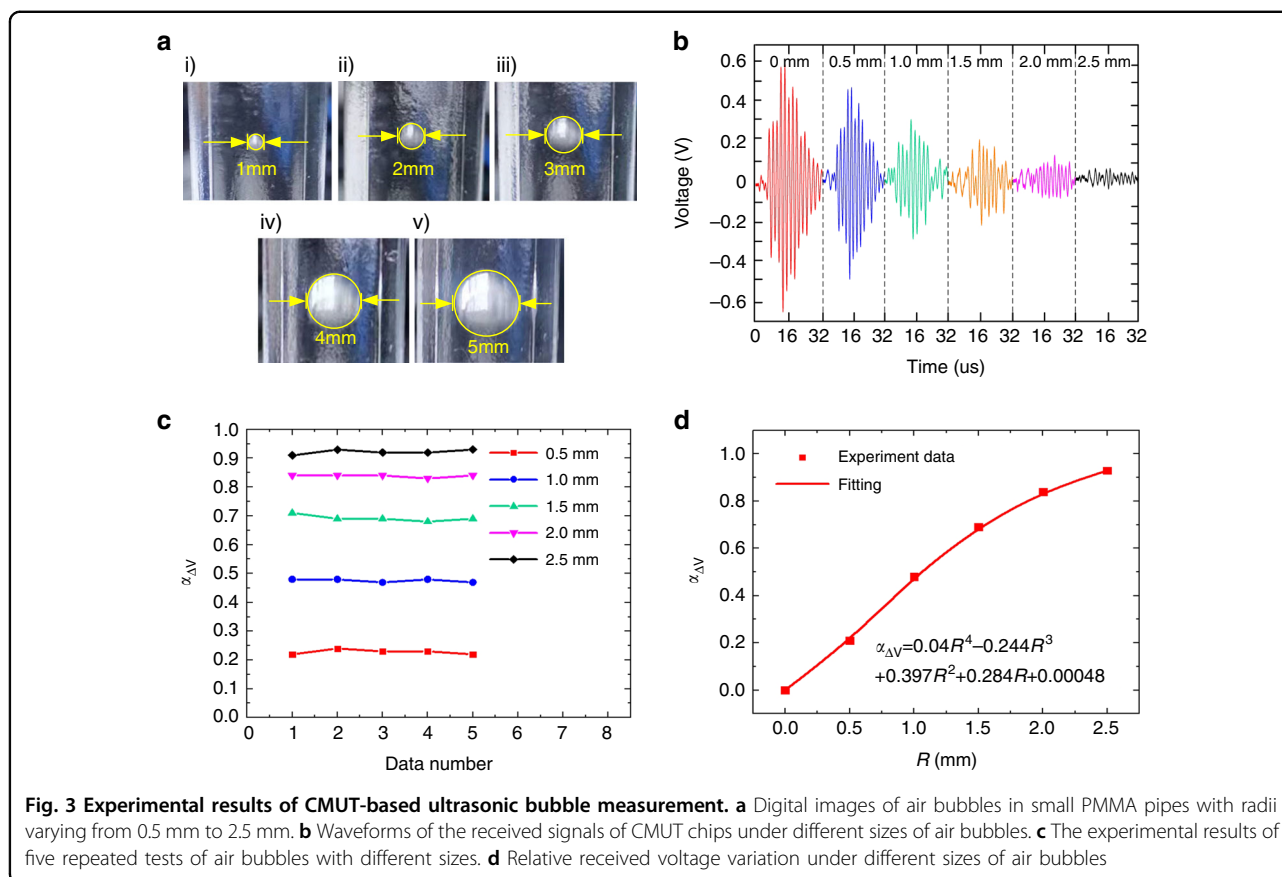 a
i)
ii)
iii)
1mm
2mm
3mm
iv)
v)
4mm
5mm
b
0 mm 0.5 mm 1.0 mm 1.5 mm 2.0 mm 2.5 mm
0.6
0.4
0.2
0
−0.2
−0.4
−0.6
Voltage (V)
0 16 32 16 32 16 32 16 32 16 32 16 32
Time (us)
c
1.0
0.9
0.8
0.7
0.6
0.5
0.4
0.3
0.2
0.1
0.0
αΔV
0.5 mm
1.0 mm
1.5 mm
2.0 mm
2.5 mm
0 1 2 3 4 5 6 7 8
Data number
d
1.0
0.8
0.6
0.4
0.2
0.0
αΔV
Experiment data
Fitting
αΔV=0.04R⁴−0.244R³
+0.397R²+0.284R+0.00048
0.0 0.5 1.0 1.5 2.0 2.5
R (mm)
Fig. 3 Experimental results of CMUT-based ultrasonic bubble measurement. a Digital images of air bubbles in small PMMA pipes with radii
varying from 0.5 mm to 2.5 mm. b Waveforms of the received signals of CMUT chips under different sizes of air bubbles. c The experimental results of
five repeated tests of air bubbles with different sizes. d Relative received voltage variation under different sizes of air bubbles